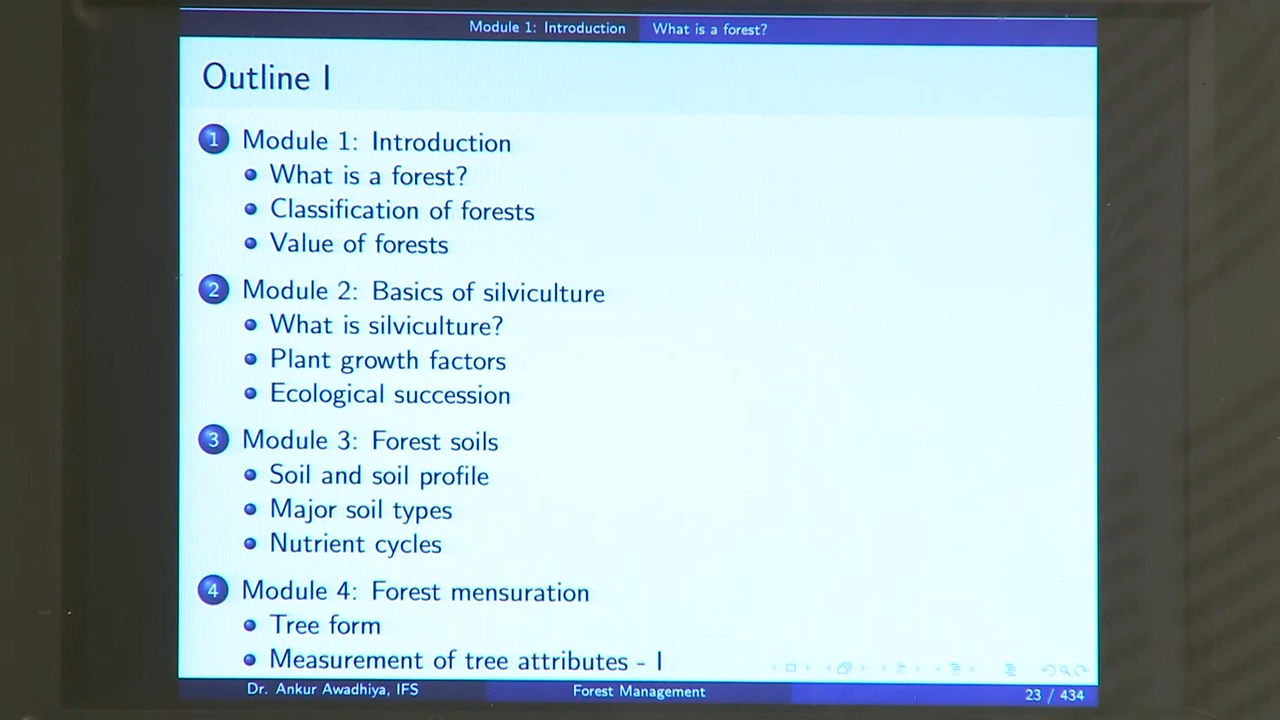 Module 1: Introduction What is a forest?
Outline I
1 Module 1: Introduction
What is a forest?
Classification of forests
Value of forests
2 Module 2: Basics of silviculture
What is silviculture?
Plant growth factors
Ecological succession
3 Module 3: Forest soils
Soil and soil profile
Major soil types
Nutrient cycles
4 Module 4: Forest mensuration
Tree form
Measurement of tree attributes - I
Dr. Ankur Awadhiya, IFS Forest Management 23 / 434